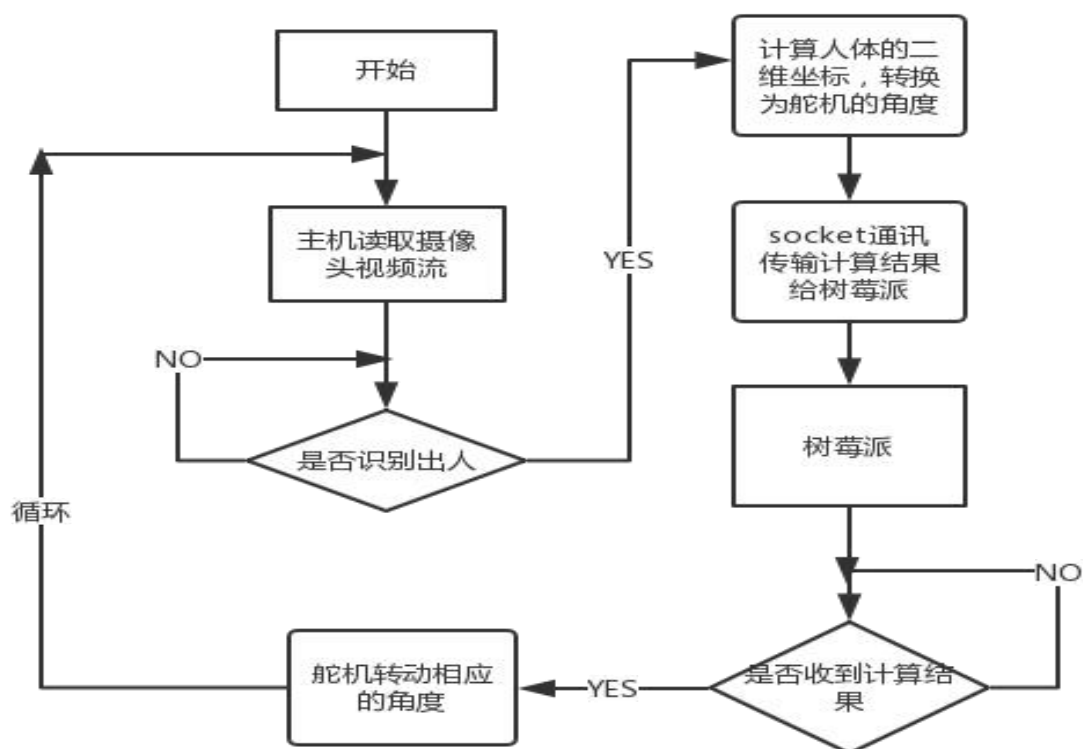 开始
主机读取摄像
头视频流
NO
是否识别出人
YES
计算人体的二
维坐标，转换
为舵机的角度
socket通讯
传输计算结果
给树莓派
树莓派
NO
是否收到计算结
果
YES
舵机转动相应
的角度
循环